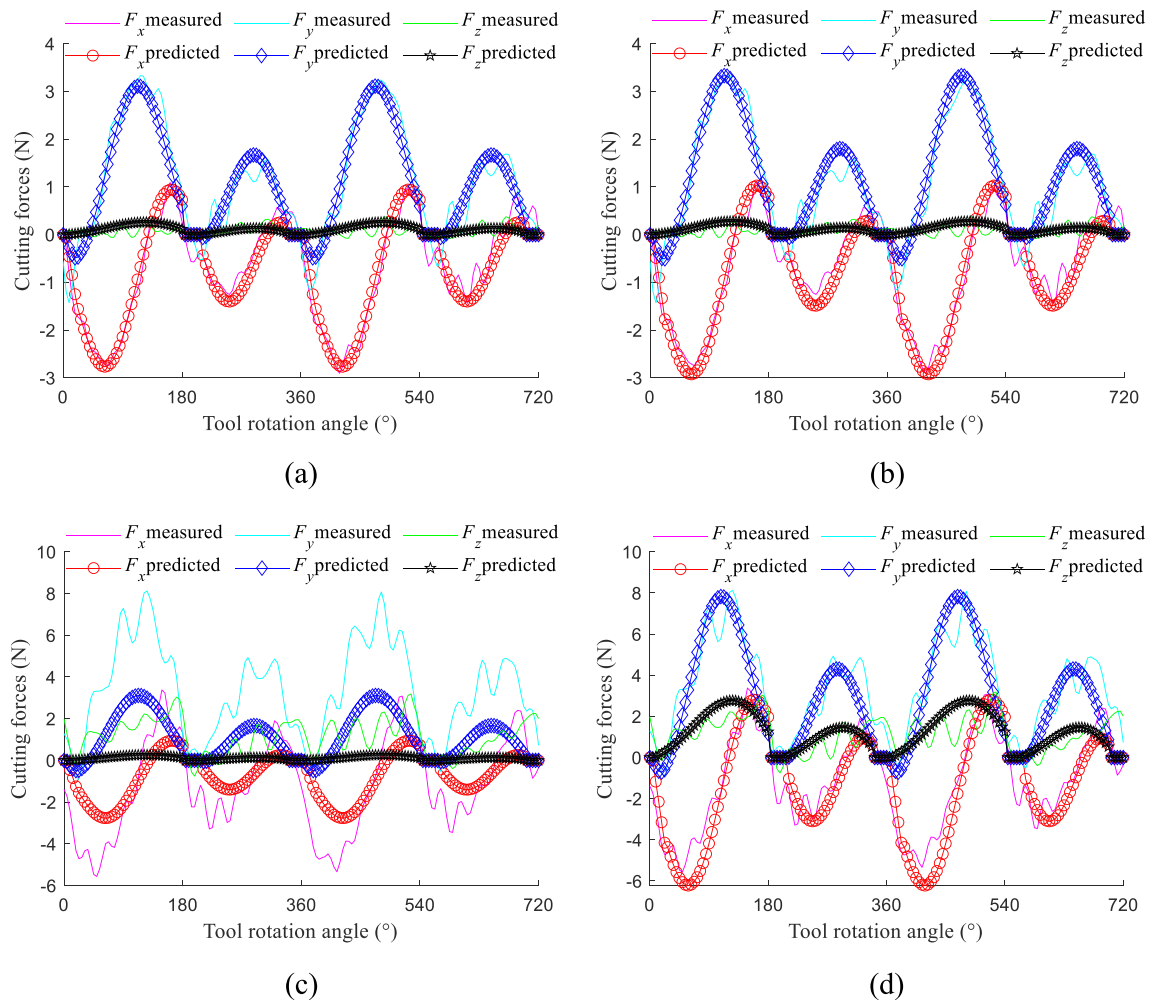 F_x measured F_y measured F_z measured
F_x predicted F_y predicted F_z predicted
4
3
2
1
0
-1
-2
-3
Cutting forces (N)
0 180 360 540 720
Tool rotation angle (°)
(a)
F_x measured F_y measured F_z measured
F_x predicted F_y predicted F_z predicted
4
3
2
1
0
-1
-2
-3
Cutting forces (N)
0 180 360 540 720
Tool rotation angle (°)
(b)
F_x measured F_y measured F_z measured
F_x predicted F_y predicted F_z predicted
10
8
6
4
2
0
-2
-4
-6
Cutting forces (N)
0 180 360 540 720
Tool rotation angle (°)
(c)
F_x measured F_y measured F_z measured
F_x predicted F_y predicted F_z predicted
10
8
6
4
2
0
-2
-4
-6
Cutting forces (N)
0 180 360 540 720
Tool rotation angle (°)
(d)